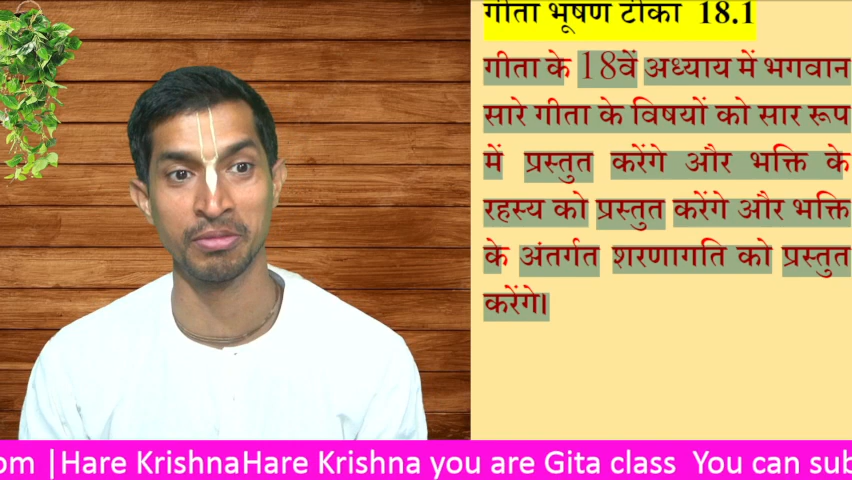 गीता भूषण टीका 18.1
गीता के 18वें अध्याय में भगवान
सारे गीता के विषयों को सार रूप
में प्रस्तुत करेंगे और भक्ति के
रहस्य को प्रस्तुत करेंगे और भक्ति
के अंतर्गत शरणागति को प्रस्तुत
करेंगे।
om |Hare KrishnaHare Krishna you are Gita class You can sub